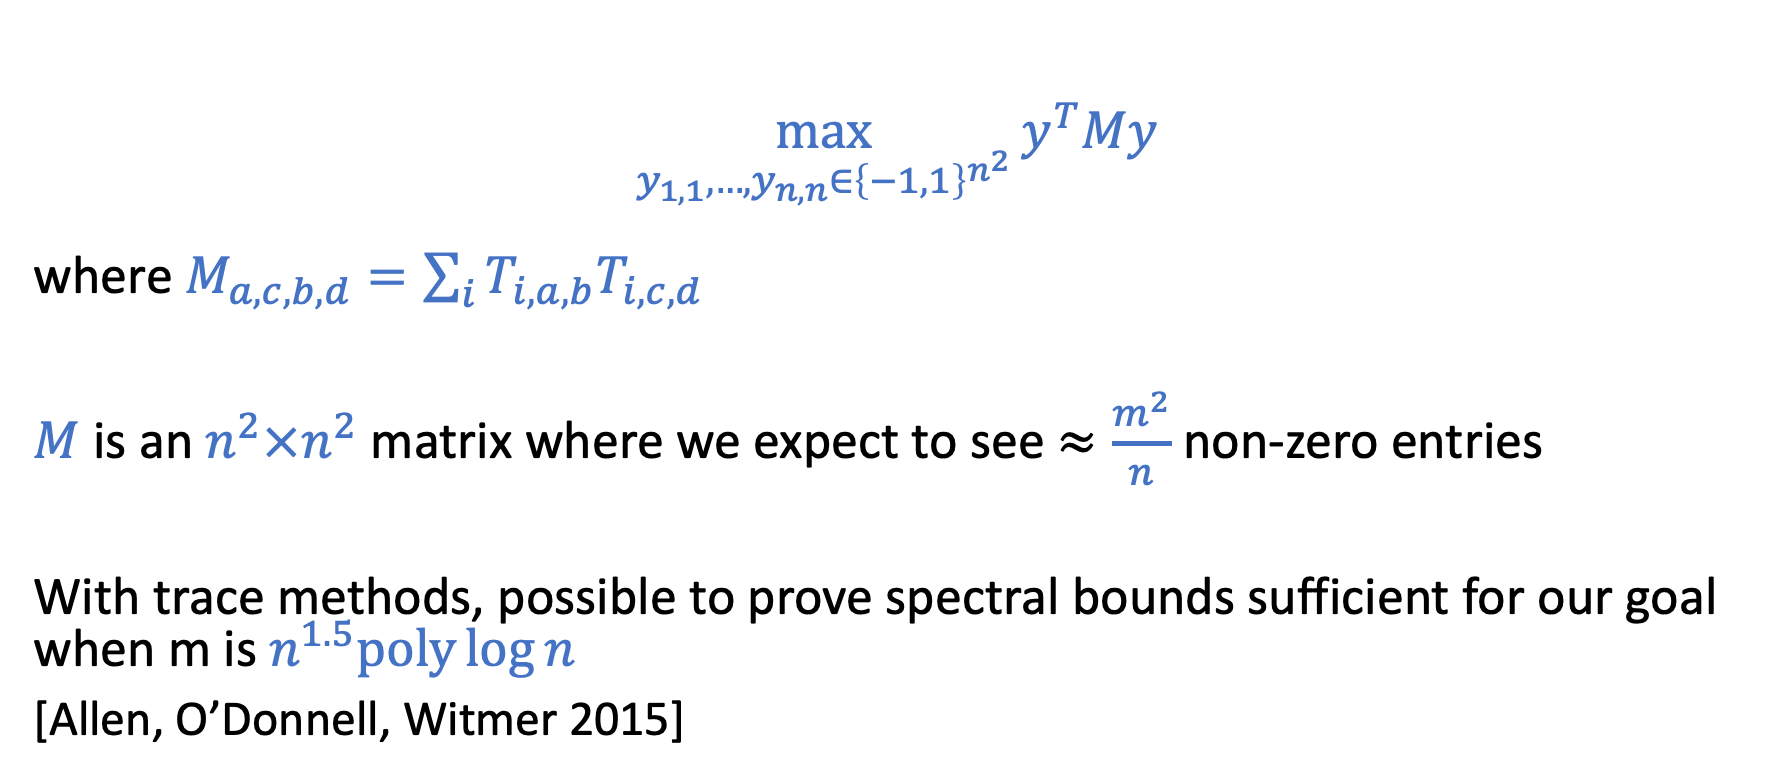 max y^T My
y_{1,1},…,y_{n,n}∈{−1,1}^{n^2}
where M_{a,c,b,d} = ∑_i T_{i,a,b}T_{i,c,d}
M is an n^2×n^2 matrix where we expect to see ≈ m^2/n non-zero entries
With trace methods, possible to prove spectral bounds sufficient for our goal
when m is n^{1.5} poly log n
[Allen, O’Donnell, Witmer 2015]